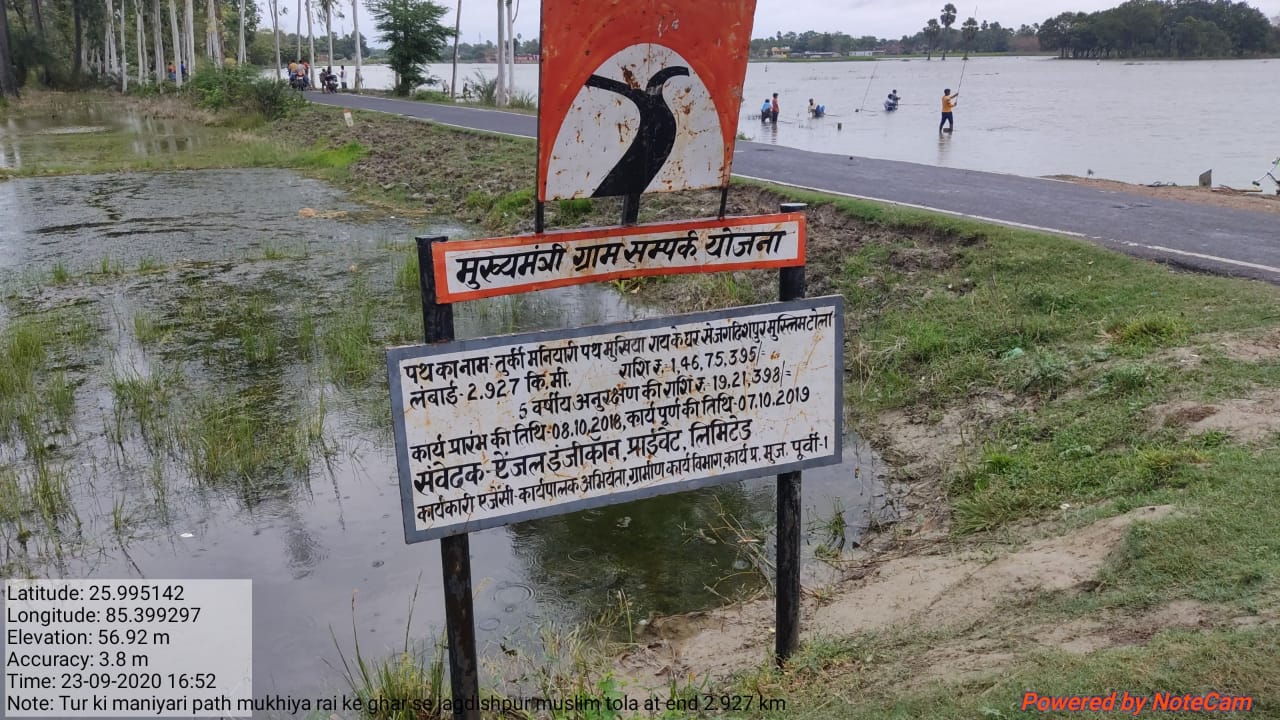 मुख्यमंत्री ग्राम सम्पर्क योजना
पथ का नाम- तुर्की मनियारी पथ मुखिया राय के घर से जगदिशपुर मुस्लिम टोला
लंबाई- 2.927 कि.मी. राशि रु- 1,46,75,395/=
5 वर्षीय अनुरक्षण की राशि रु- 19,21,398/=
कार्य प्रारंभ की तिथि- 08.10.2018, कार्य पूर्ण की तिथि- 07.10.2019
संवेदक- ऐंजल इंजीकॉन, प्राईवेट, लिमिटेड
कार्यकारी एजेंसी- कार्यपालक अभियंता, ग्रामीण कार्य विभाग, कार्य प्र. मुज. पूर्वी-1
Latitude: 25.995142
Longitude: 85.399297
Elevation: 56.92 m
Accuracy: 3.8 m
Time: 23-09-2020 16:52
Note: Tur ki maniyari path mukhiya rai ke ghar se jagdishpur muslim tola at end 2.927 km
Powered by NoteCam